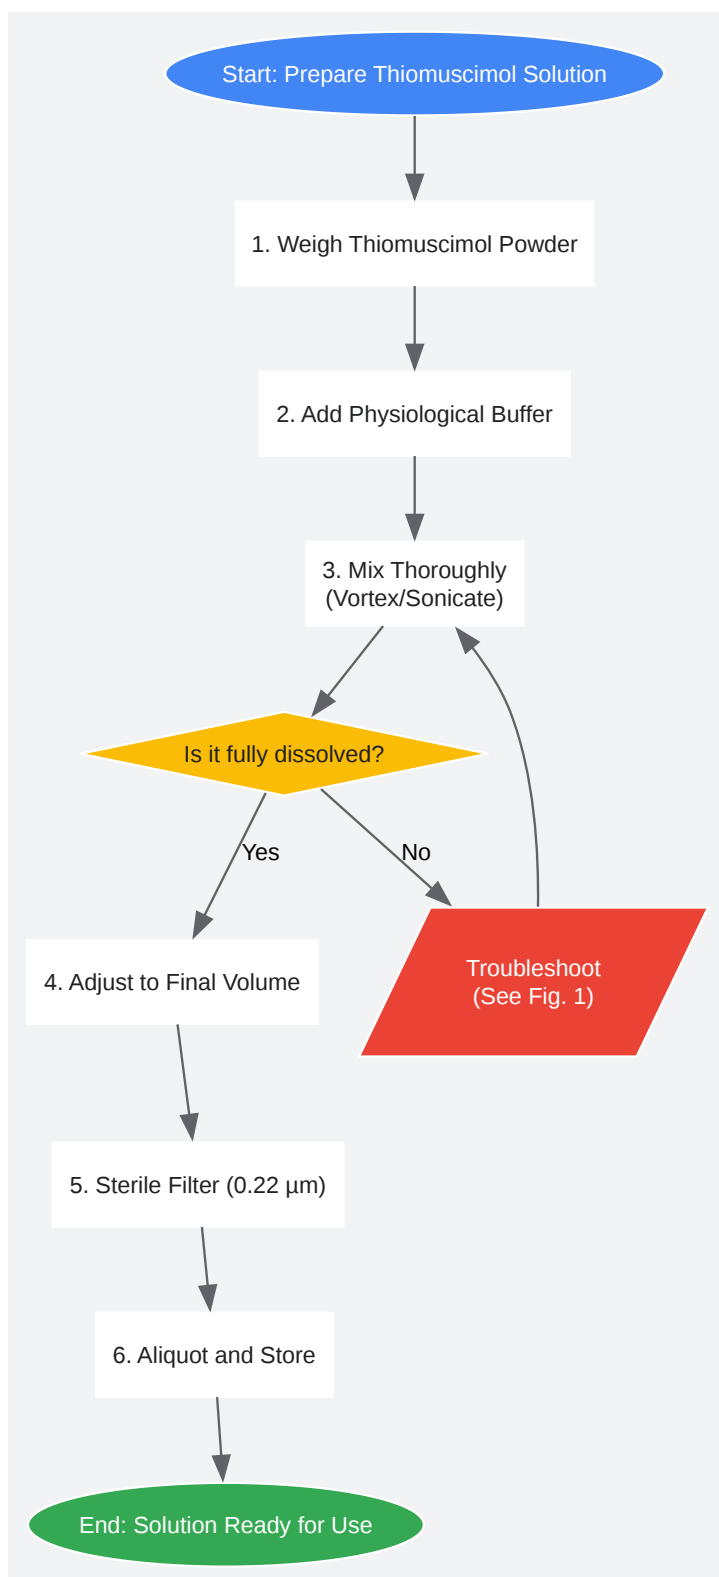 Start: Prepare Thiomuscimol Solution
1. Weigh Thiomuscimol Powder
2. Add Physiological Buffer
3. Mix Thoroughly
(Vortex/Sonicate)
Is it fully dissolved?
Yes
No
4. Adjust to Final Volume
Troubleshoot
(See Fig. 1)
5. Sterile Filter (0.22 µm)
6. Aliquot and Store
End: Solution Ready for Use